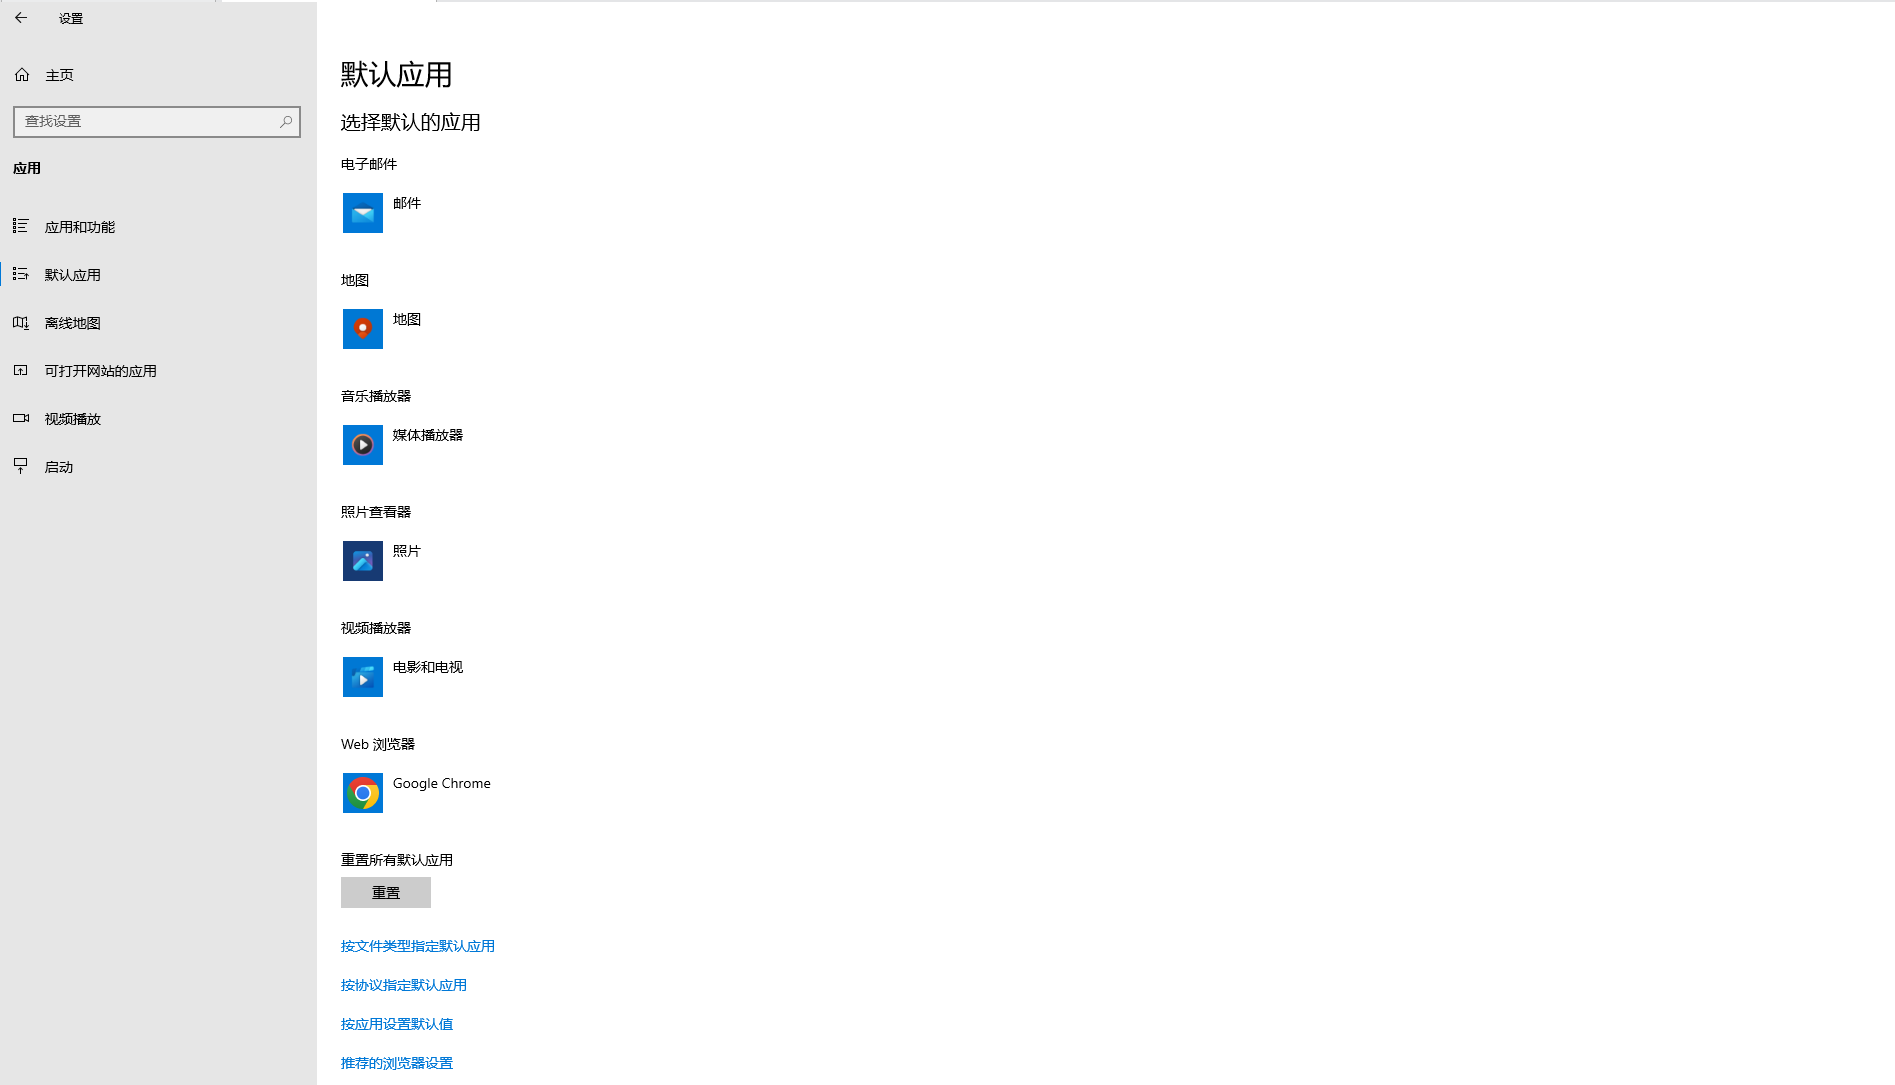 设置
主页
查找设置
应用
应用和功能
默认应用
离线地图
可打开网站的应用
视频播放
启动
默认应用
选择默认的应用
电子邮件
邮件
地图
地图
音乐播放器
媒体播放器
照片查看器
照片
视频播放器
电影和电视
Web 浏览器
Google Chrome
重置所有默认应用
重置
按文件类型指定默认应用
按协议指定默认应用
按应用设置默认值
推荐的浏览器设置